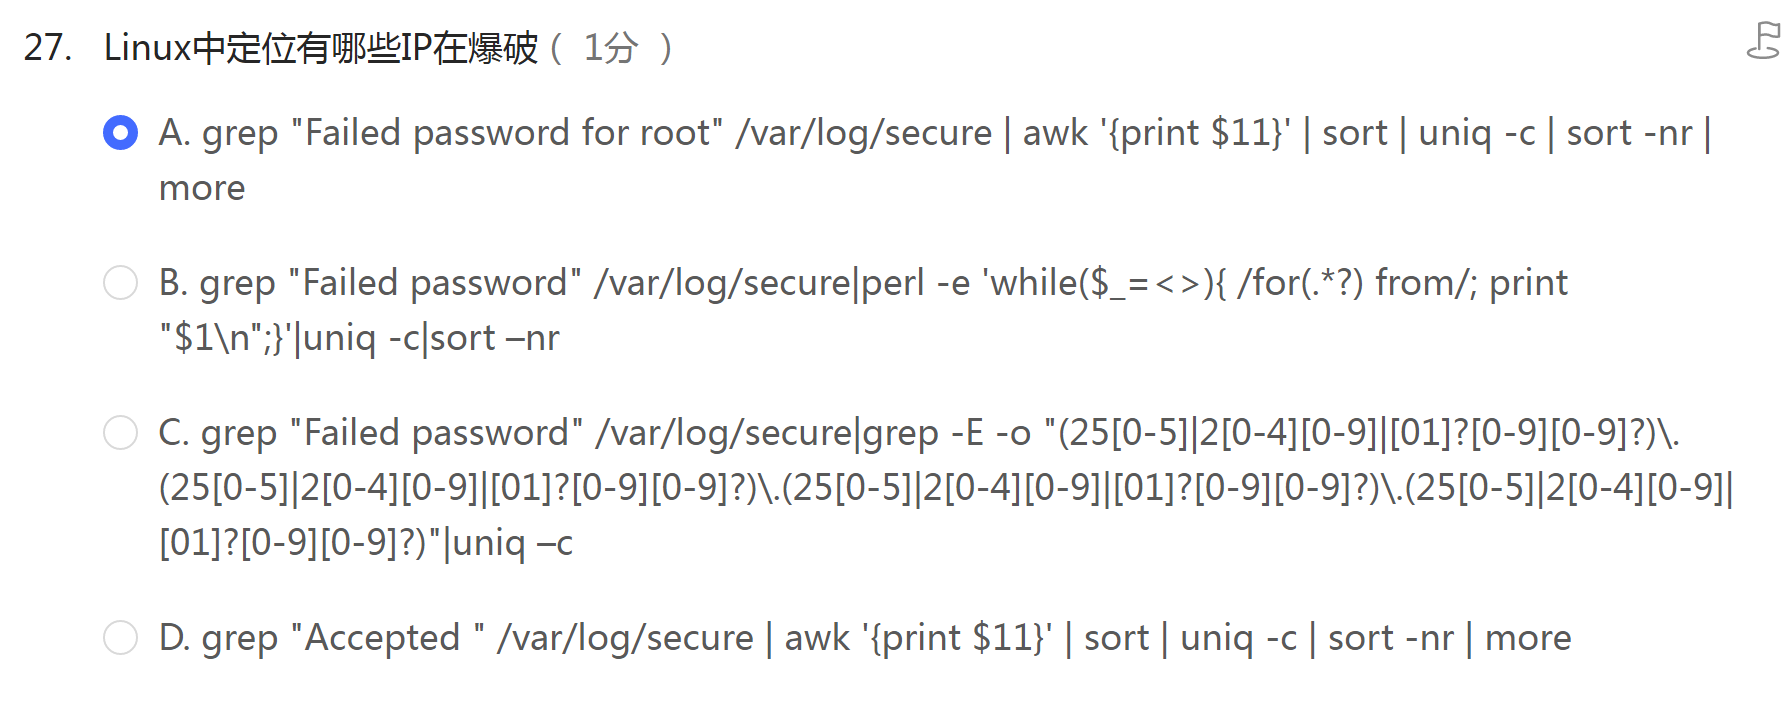 27. Linux中定位有哪些IP在爆破 ( 1分 )
A. grep "Failed password for root" /var/log/secure | awk '{print $11}' | sort | uniq -c | sort -nr |
more
B. grep "Failed password" /var/log/secure|perl -e 'while($_=<>){ /for(.*?) from/; print
"$1\n";}'|uniq -c|sort –nr
C. grep "Failed password" /var/log/secure|grep -E -o "(25[0-5]|2[0-4][0-9]|[01]?[0-9][0-9]?)\.
(25[0-5]|2[0-4][0-9]|[01]?[0-9][0-9]?)\.(25[0-5]|2[0-4][0-9]|[01]?[0-9][0-9]?)\.(25[0-5]|2[0-4][0-9]|
[01]?[0-9][0-9]?)"|uniq –c
D. grep "Accepted " /var/log/secure | awk '{print $11}' | sort | uniq -c | sort -nr | more